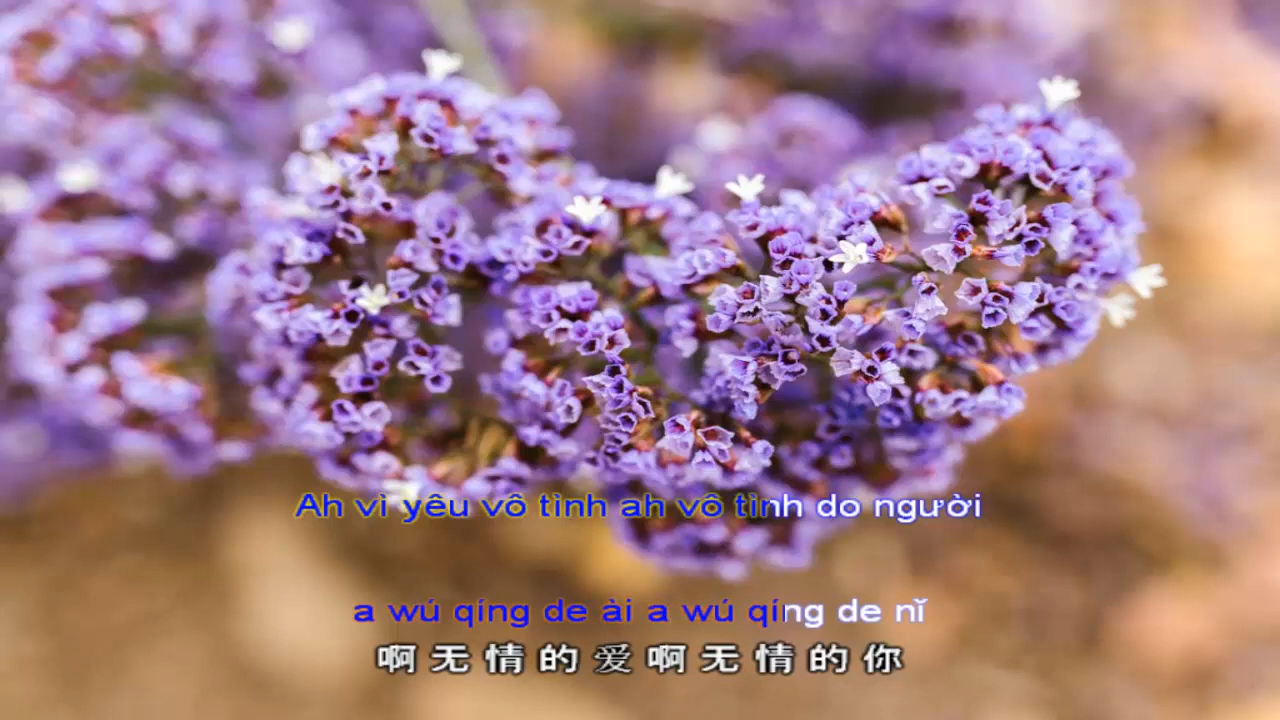 Ah vì yêu vô tình ah vô tình do người
a wú qíng de ài a wú qíng de nǐ
啊 无 情 的 爱 啊 无 情 的 你